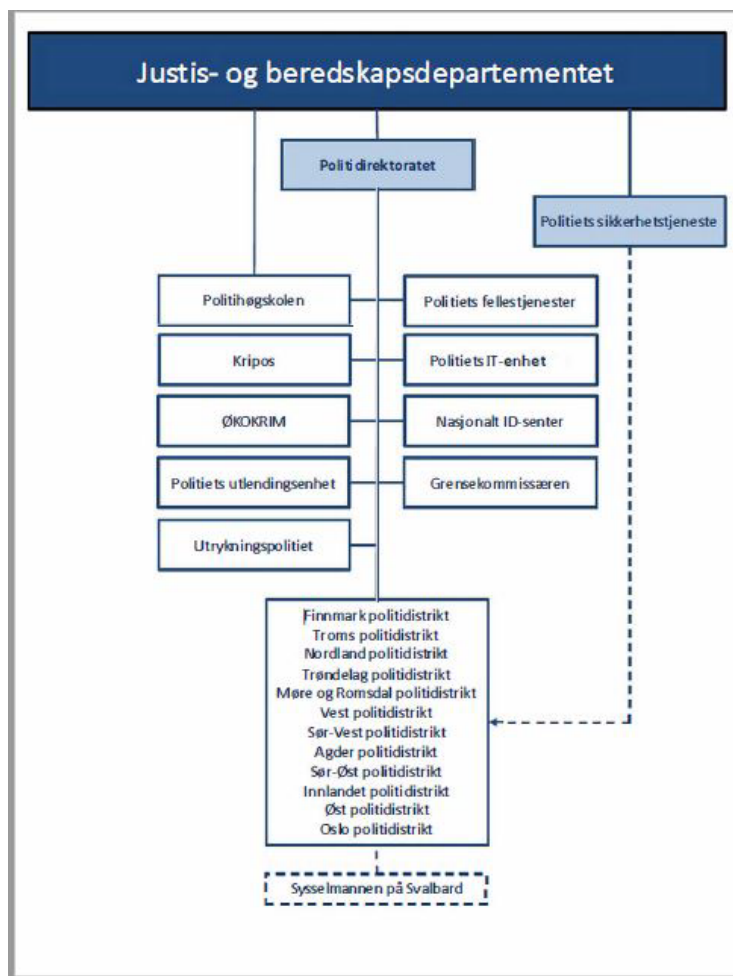 Justis- og beredskapsdepartementet
Politidirektoratet
Politiets sikkerhetstjeneste
Politihøgskolen
Politiets fellestjenester
Kripos
Politiets IT-enhet
ØKOKRIM
Nasjonalt ID-senter
Politiets utlendingsenhet
Grensekommissæren
Utrykningspolitiet
Finnmark politidistrikt
Troms politidistrikt
Nordland politidistrikt
Trøndelag politidistrikt
Møre og Romsdal politidistrikt
Vest politidistrikt
Sør-Vest politidistrikt
Agder politidistrikt
Sør-Øst politidistrikt
Innlandet politidistrikt
Øst politidistrikt
Oslo politidistrikt
Sysselmannen på Svalbard